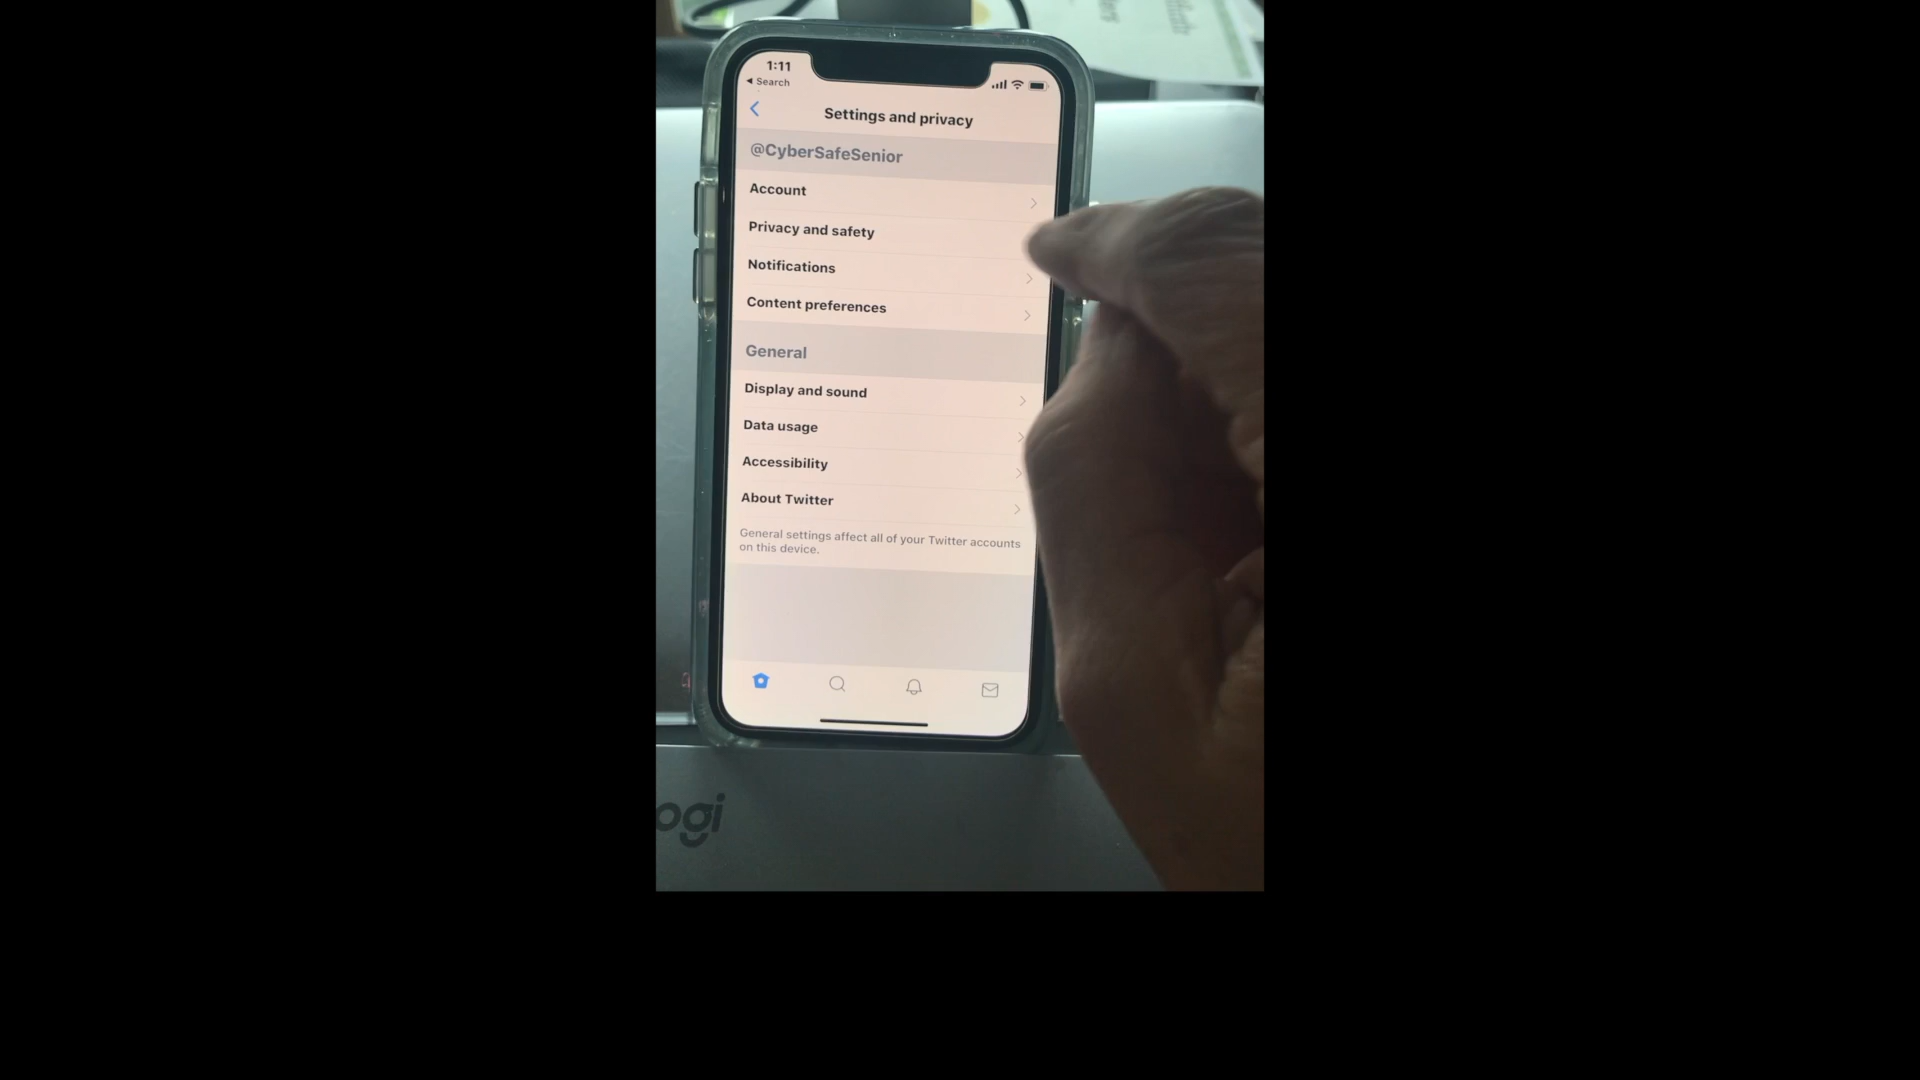 1:11
Search
Settings and privacy
@CyberSafeSenior
Account
Privacy and safety
Notifications
Content preferences
General
Display and sound
Data usage
Accessibility
About Twitter
General settings affect all of your Twitter accounts
on this device.
ogi